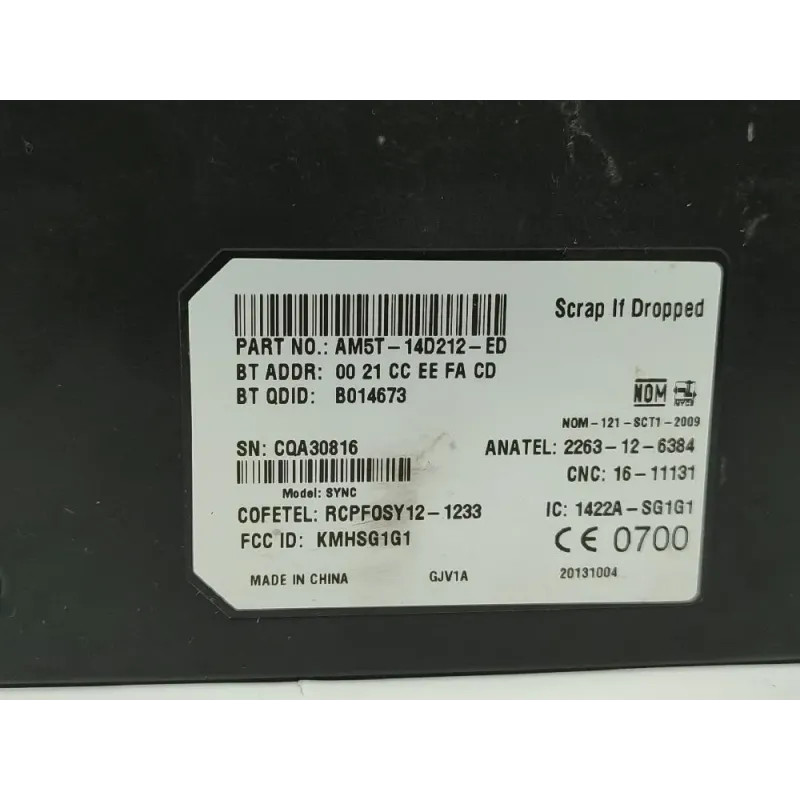 Scrap If Dropped
PART NO.: AM5T-14D212-ED
BT ADDR: 00 21 CC EE FA CD
BT QDID: B014673
NOM
NYCE
NOM-121-SCT1-2009
SN: CQA30816
ANATEL: 2263-12-6384
CNC: 16-11131
Model: SYNC
COFETEL: RCPFOSY12-1233
IC: 1422A-SG1G1
FCC ID: KMHSG1G1
CE 0700
MADE IN CHINA
GJV1A
20131004